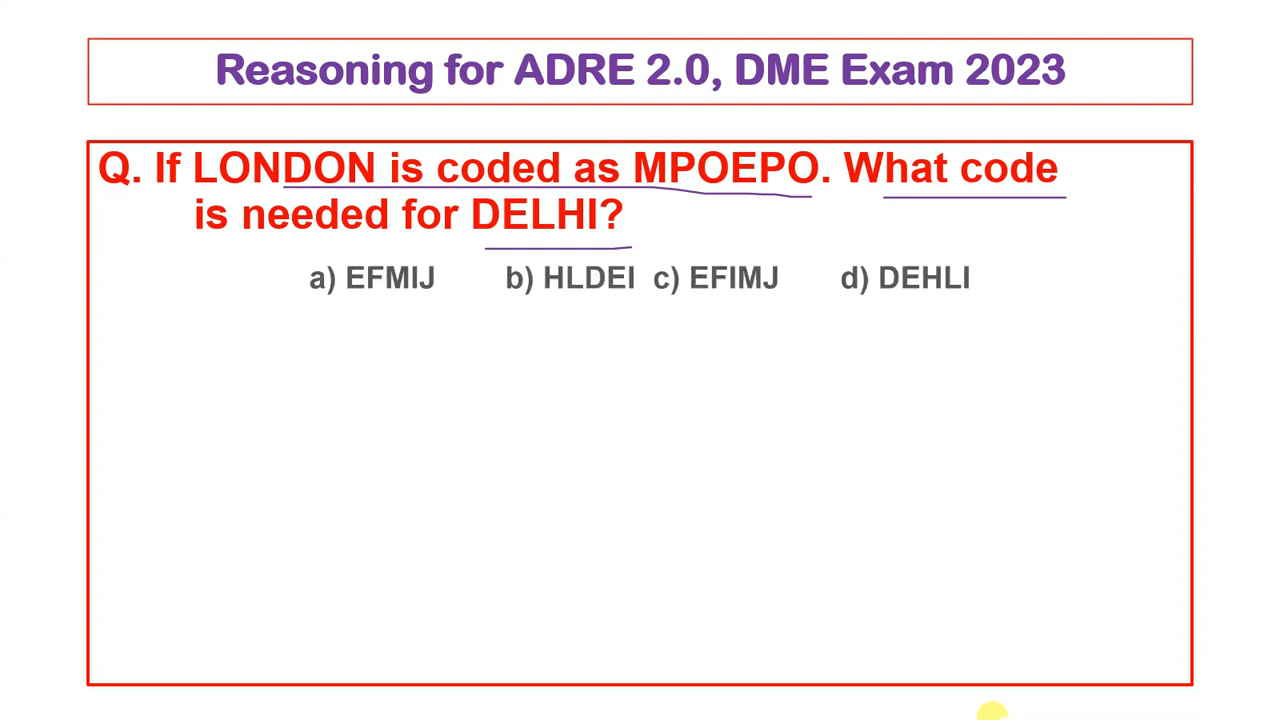 Reasoning for ADRE 2.0, DME Exam 2023
Q. If LONDON is coded as MPOEPO. What code
is needed for DELHI?
a) EFMIJ b) HLDEI c) EFIMJ d) DEHLI